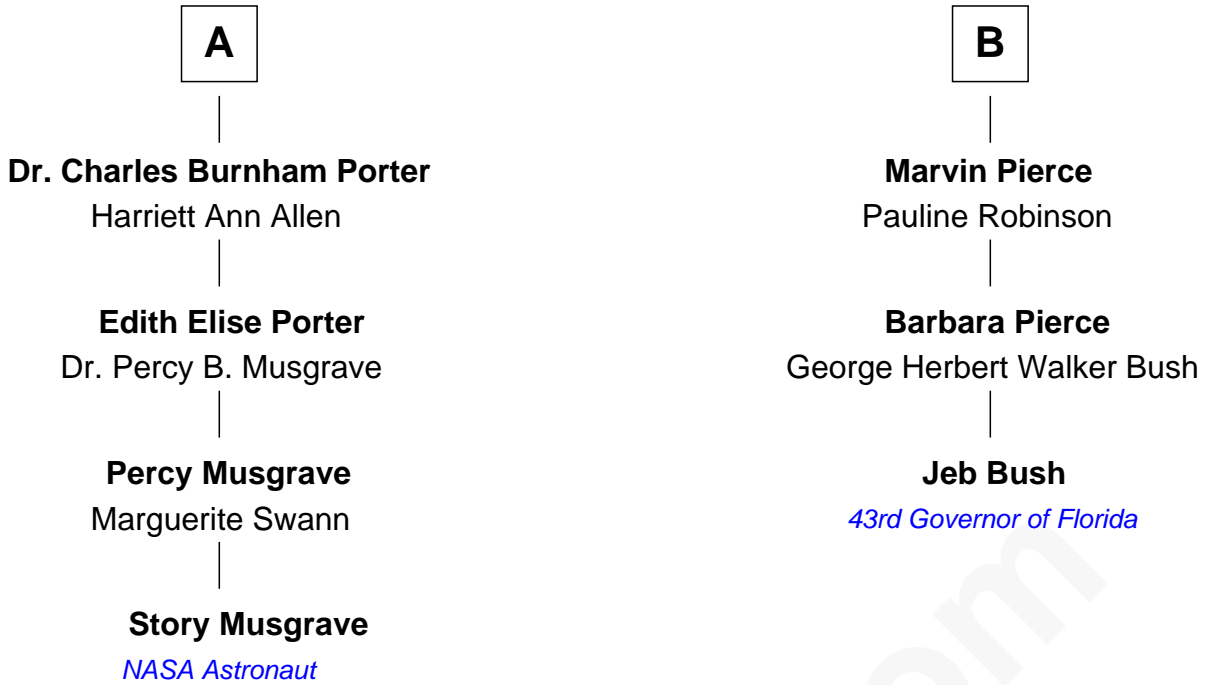 A
Dr. Charles Burnham Porter
Harriett Ann Allen
Edith Elise Porter
Dr. Percy B. Musgrave
Percy Musgrave
Marguerite Swann
Story Musgrave
NASA Astronaut
B
Marvin Pierce
Pauline Robinson
Barbara Pierce
George Herbert Walker Bush
Jeb Bush
43rd Governor of Florida
om